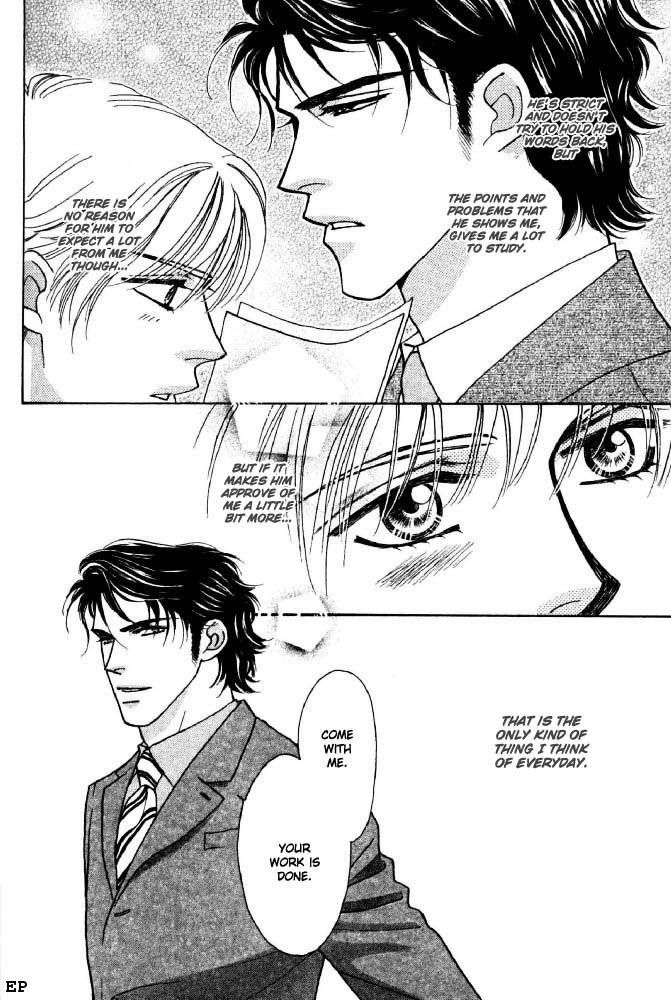 HE'S STRICT
AND DOESN'T
TRY TO HOLD HIS
WORDS BACK,
BUT
THE POINTS AND
PROBLEMS THAT
HE SHOWS ME,
GIVES ME A LOT
TO STUDY.
THERE IS
NO REASON
FOR HIM TO
EXPECT A LOT
FROM ME
THOUGH...
BUT IF IT
MAKES HIM
APPROVE OF
ME A LITTLE
BIT MORE...
THAT IS THE
ONLY KIND OF
THING I THINK
OF EVERYDAY.
COME
WITH
ME.
YOUR
WORK IS
DONE.
EP